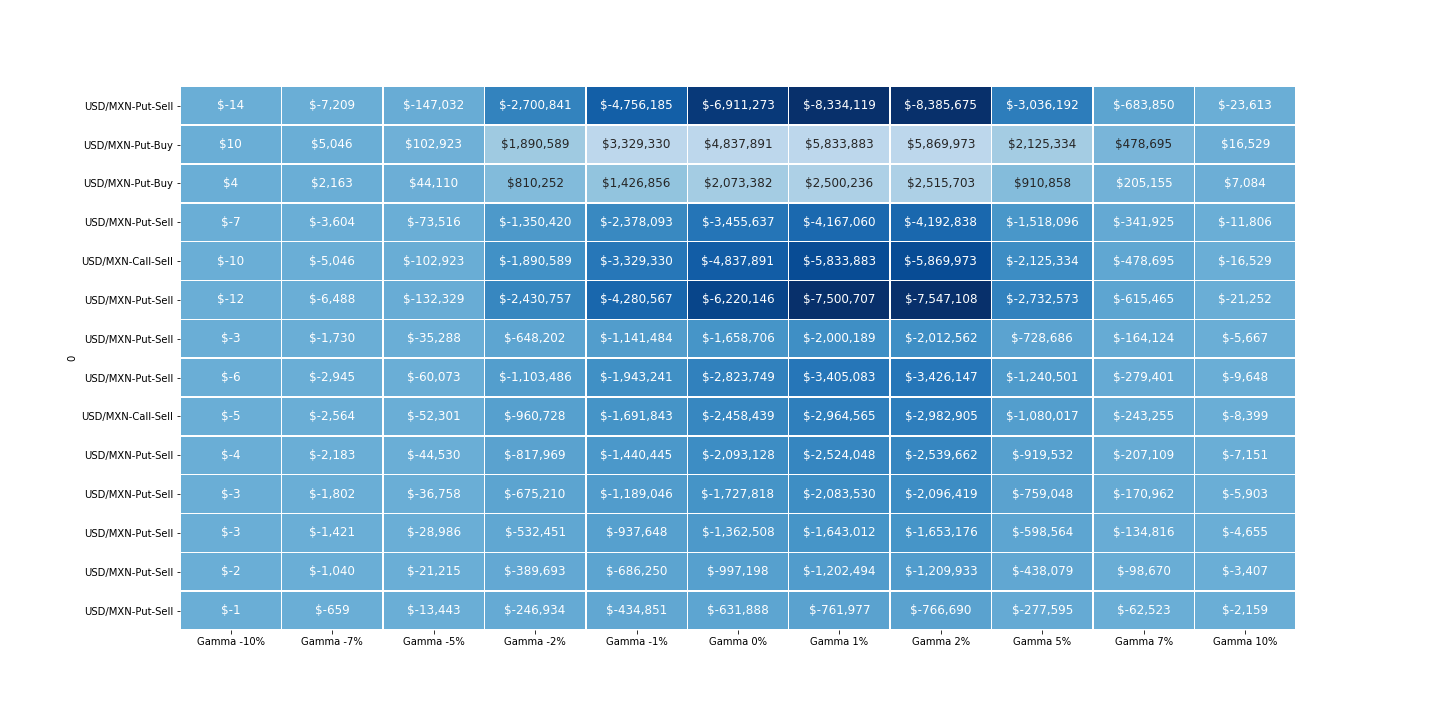 USD/MXN-Put-Sell $-14 $-7,209 $-147,032 $-2,700,841 $-4,756,185 $-6,911,273 $-8,334,119 $-8,385,675 $-3,036,192 $-683,850 $-23,613
USD/MXN-Put-Buy $10 $5,046 $102,923 $1,890,589 $3,329,330 $4,837,891 $5,833,883 $5,869,973 $2,125,334 $478,695 $16,529
USD/MXN-Put-Buy $4 $2,163 $44,110 $810,252 $1,426,856 $2,073,382 $2,500,236 $2,515,703 $910,858 $205,155 $7,084
USD/MXN-Put-Sell $-7 $-3,604 $-73,516 $-1,350,420 $-2,378,093 $-3,455,637 $-4,167,060 $-4,192,838 $-1,518,096 $-341,925 $-11,806
USD/MXN-Call-Sell $-10 $-5,046 $-102,923 $-1,890,589 $-3,329,330 $-4,837,891 $-5,833,883 $-5,869,973 $-2,125,334 $-478,695 $-16,529
USD/MXN-Put-Sell $-12 $-6,488 $-132,329 $-2,430,757 $-4,280,567 $-6,220,146 $-7,500,707 $-7,547,108 $-2,732,573 $-615,465 $-21,252
USD/MXN-Put-Sell $-3 $-1,730 $-35,288 $-648,202 $-1,141,484 $-1,658,706 $-2,000,189 $-2,012,562 $-728,686 $-164,124 $-5,667
0
USD/MXN-Put-Sell $-6 $-2,945 $-60,073 $-1,103,486 $-1,943,241 $-2,823,749 $-3,405,083 $-3,426,147 $-1,240,501 $-279,401 $-9,648
USD/MXN-Call-Sell $-5 $-2,564 $-52,301 $-960,728 $-1,691,843 $-2,458,439 $-2,964,565 $-2,982,905 $-1,080,017 $-243,255 $-8,399
USD/MXN-Put-Sell $-4 $-2,183 $-44,530 $-817,969 $-1,440,445 $-2,093,128 $-2,524,048 $-2,539,662 $-919,532 $-207,109 $-7,151
USD/MXN-Put-Sell $-3 $-1,802 $-36,758 $-675,210 $-1,189,046 $-1,727,818 $-2,083,530 $-2,096,419 $-759,048 $-170,962 $-5,903
USD/MXN-Put-Sell $-3 $-1,421 $-28,986 $-532,451 $-937,648 $-1,362,508 $-1,643,012 $-1,653,176 $-598,564 $-134,816 $-4,655
USD/MXN-Put-Sell $-2 $-1,040 $-21,215 $-389,693 $-686,250 $-997,198 $-1,202,494 $-1,209,933 $-438,079 $-98,670 $-3,407
USD/MXN-Put-Sell $-1 $-659 $-13,443 $-246,934 $-434,851 $-631,888 $-761,977 $-766,690 $-277,595 $-62,523 $-2,159
Gamma -10% Gamma -7% Gamma -5% Gamma -2% Gamma -1% Gamma 0% Gamma 1% Gamma 2% Gamma 5% Gamma 7% Gamma 10%